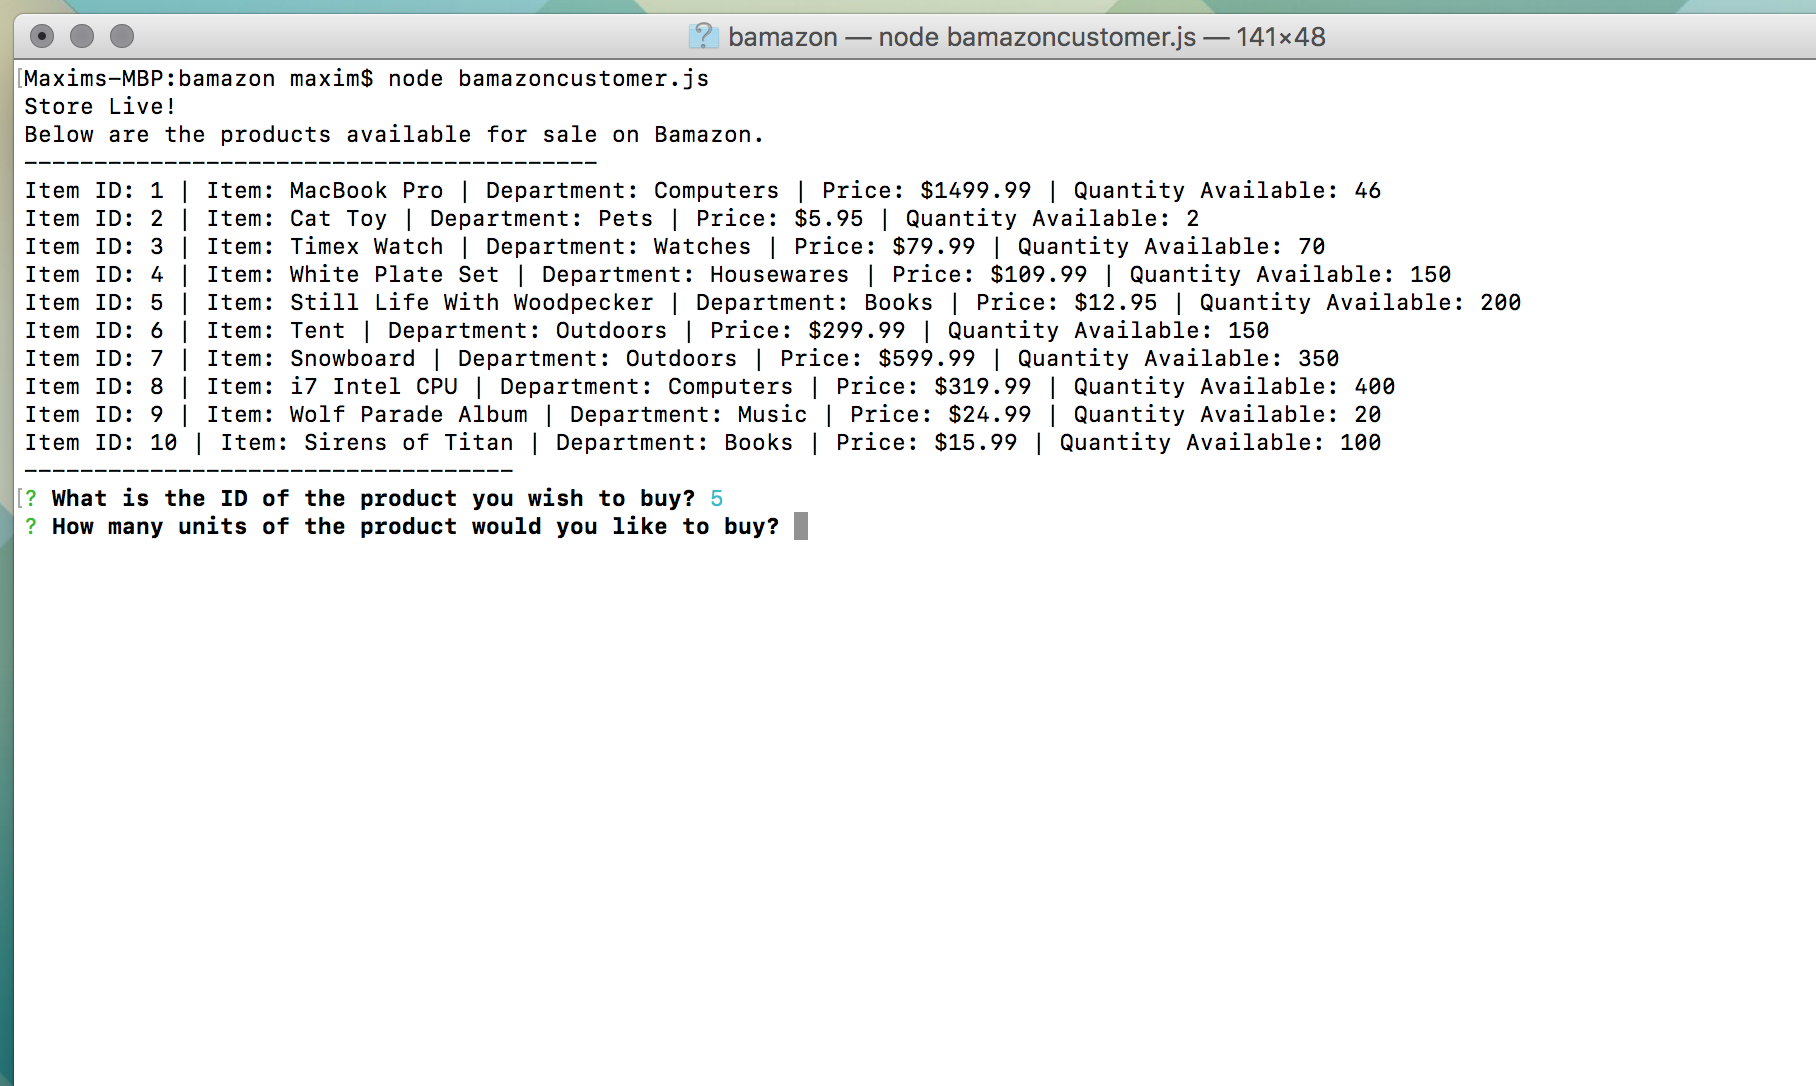 bamazon — node bamazoncustomer.js — 141×48
Maxims-MBP:bamazon maxim$ node bamazoncustomer.js
Store Live!
Below are the products available for sale on Bamazon.
-----------------------------------------
Item ID: 1 | Item: MacBook Pro | Department: Computers | Price: $1499.99 | Quantity Available: 46
Item ID: 2 | Item: Cat Toy | Department: Pets | Price: $5.95 | Quantity Available: 2
Item ID: 3 | Item: Timex Watch | Department: Watches | Price: $79.99 | Quantity Available: 70
Item ID: 4 | Item: White Plate Set | Department: Housewares | Price: $109.99 | Quantity Available: 150
Item ID: 5 | Item: Still Life With Woodpecker | Department: Books | Price: $12.95 | Quantity Available: 200
Item ID: 6 | Item: Tent | Department: Outdoors | Price: $299.99 | Quantity Available: 150
Item ID: 7 | Item: Snowboard | Department: Outdoors | Price: $599.99 | Quantity Available: 350
Item ID: 8 | Item: i7 Intel CPU | Department: Computers | Price: $319.99 | Quantity Available: 400
Item ID: 9 | Item: Wolf Parade Album | Department: Music | Price: $24.99 | Quantity Available: 20
Item ID: 10 | Item: Sirens of Titan | Department: Books | Price: $15.99 | Quantity Available: 100
-----------------------------------
? What is the ID of the product you wish to buy? 5
? How many units of the product would you like to buy?